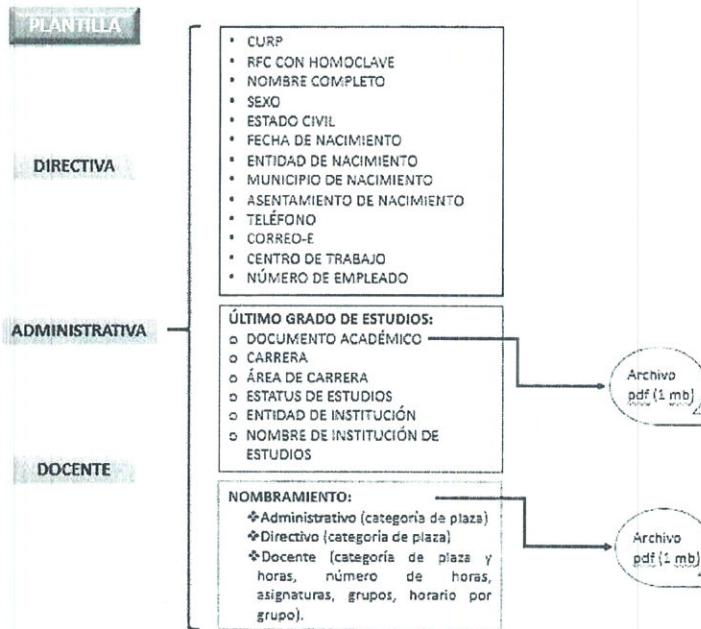 PLANTILLA
DIRECTIVA
ADMINISTRATIVA
DOCENTE
• CURP
• RFC CON HOMOCLAVE
• NOMBRE COMPLETO
• SEXO
• ESTADO CIVIL
• FECHA DE NACIMIENTO
• ENTIDAD DE NACIMIENTO
• MUNICIPIO DE NACIMIENTO
• ASENTAMIENTO DE NACIMIENTO
• TELÉFONO
• CORREO-E
• CENTRO DE TRABAJO
• NÚMERO DE EMPLEADO
ÚLTIMO GRADO DE ESTUDIOS:
o DOCUMENTO ACADÉMICO
o CARRERA
o ÁREA DE CARRERA
o ESTATUS DE ESTUDIOS
o ENTIDAD DE INSTITUCIÓN
o NOMBRE DE INSTITUCIÓN DE
ESTUDIOS
Archivo
pdf (1 mb)
NOMBRAMIENTO:
❖Administrativo (categoría de plaza)
❖Directivo (categoría de plaza)
❖Docente (categoría de plaza y
horas, número de horas,
asignaturas, grupos, horario por
grupo).
Archivo
pdf (1 mb)